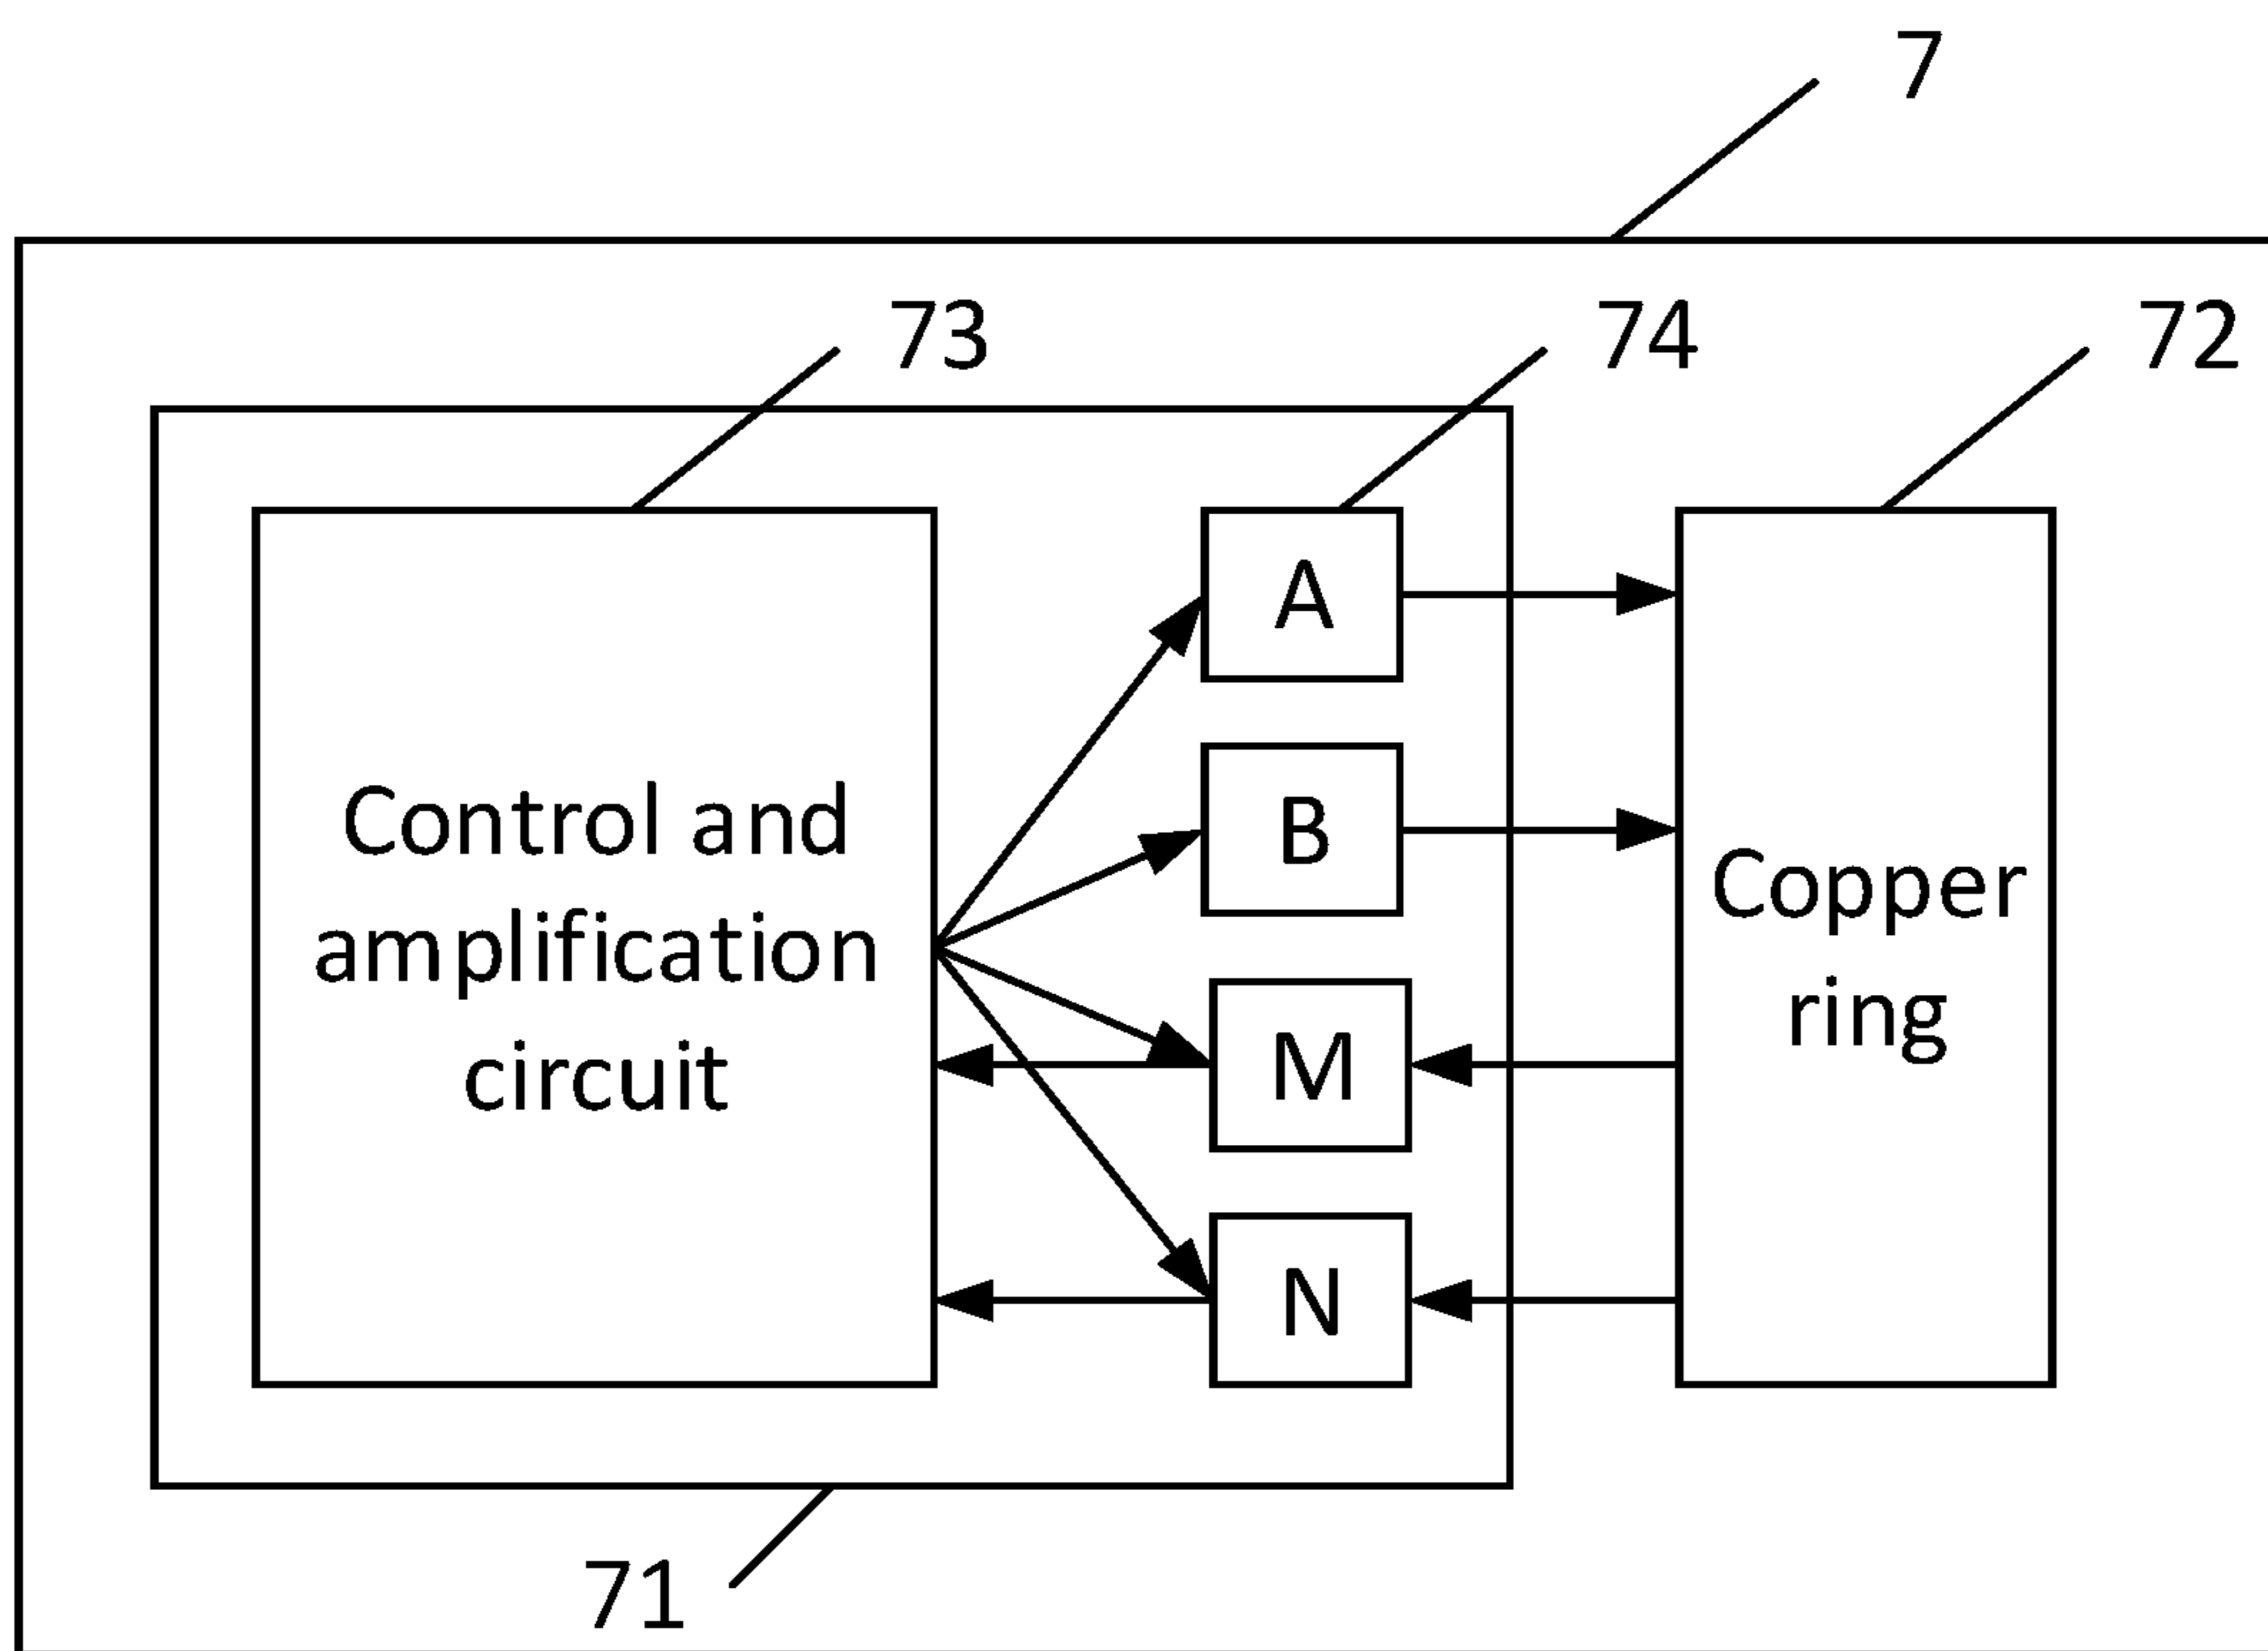 7
73
74
72
A
B
M
N
Control and
amplification
circuit
Copper
ring
71